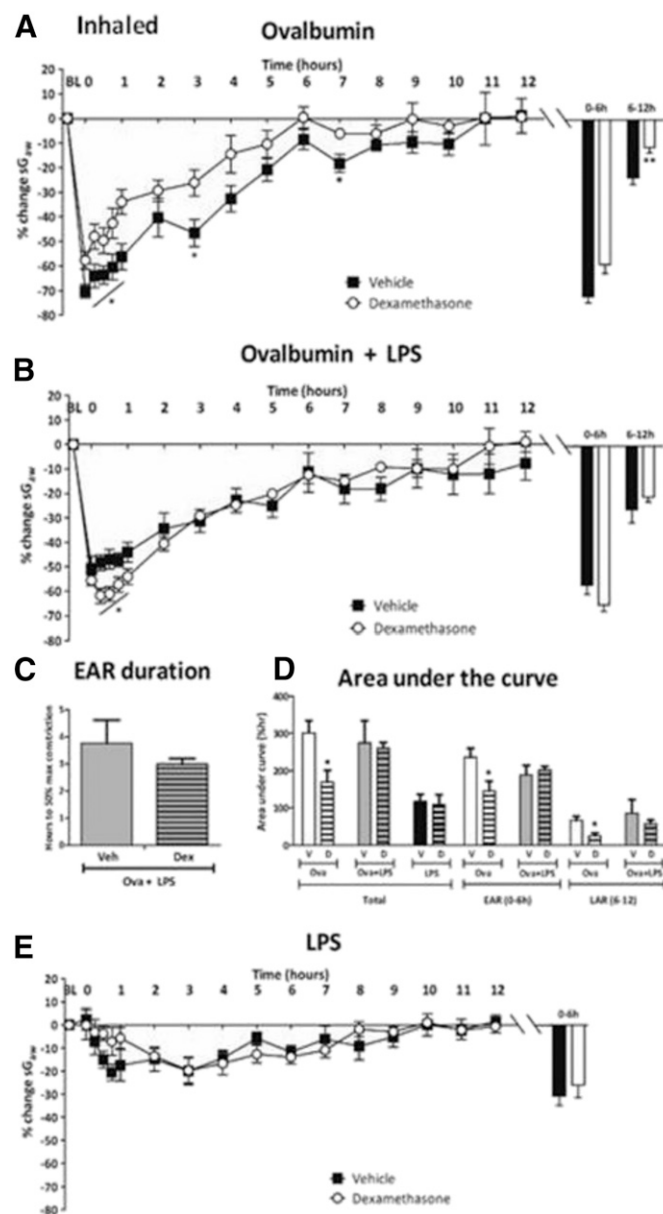 A
Inhaled
Ovalbumin
Time (hours)
BL 0 1 2 3 4 5 6 7 8 9 10 11 12
0-6h 6-12h
% change sGaw
20
10
0
-10
-20
-30
-40
-50
-60
-70
-80
*
*
*
**
Vehicle
Dexamethasone
B
Ovalbumin + LPS
Time (hours)
BL 0 1 2 3 4 5 6 7 8 9 10 11 12
0-6h 6-12h
% change sGaw
20
10
0
-10
-20
-30
-40
-50
-60
-70
-80
*
Vehicle
Dexamethasone
C
EAR duration
Hours to 50% max constriction
5
4
3
2
1
0
Veh Dex
Ova + LPS
D
Area under the curve
Area under curve (%hr)
400
300
200
100
0
* * *
V D V D V D V D V D V D V D
Ova Ova+LPS LPS Ova Ova+LPS Ova Ova+LPS
Total EAR (0-6h) LAR (6-12)
E
LPS
Time (hours)
BL 0 1 2 3 4 5 6 7 8 9 10 11 12
0-6h
% change sGaw
20
10
0
-10
-20
-30
-40
-50
-60
-70
-80
Vehicle
Dexamethasone